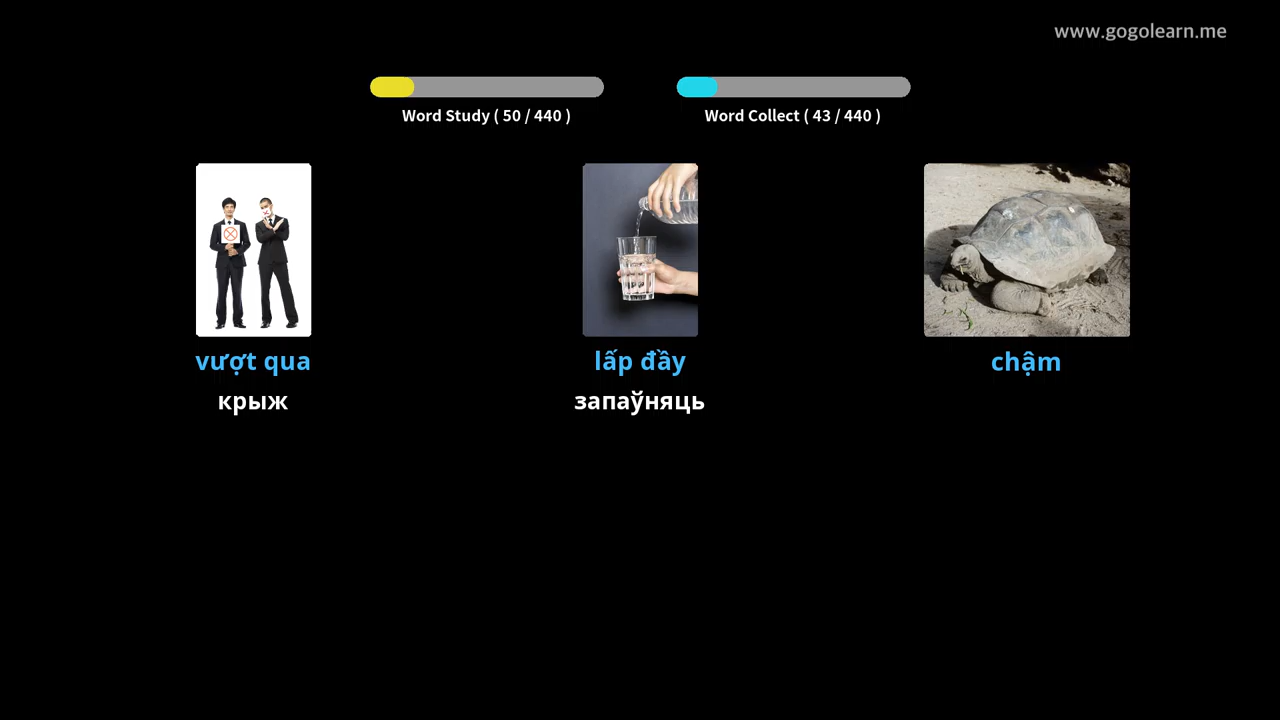 www.gogolearn.me
Word Study ( 50 / 440 )
Word Collect ( 43 / 440 )
vượt qua
lấp đầy
chậm
крыж
запаўняць